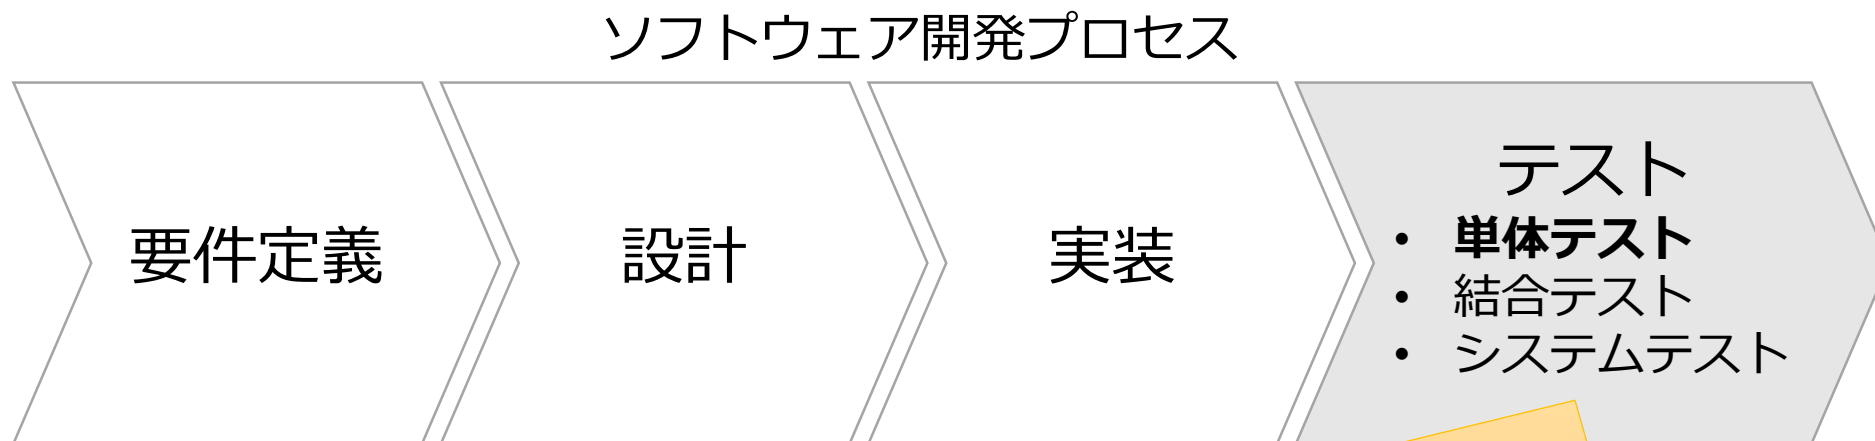 ソフトウェア開発プロセス
要件定義
設計
実装
テスト
• 単体テスト
• 結合テスト
• システムテスト